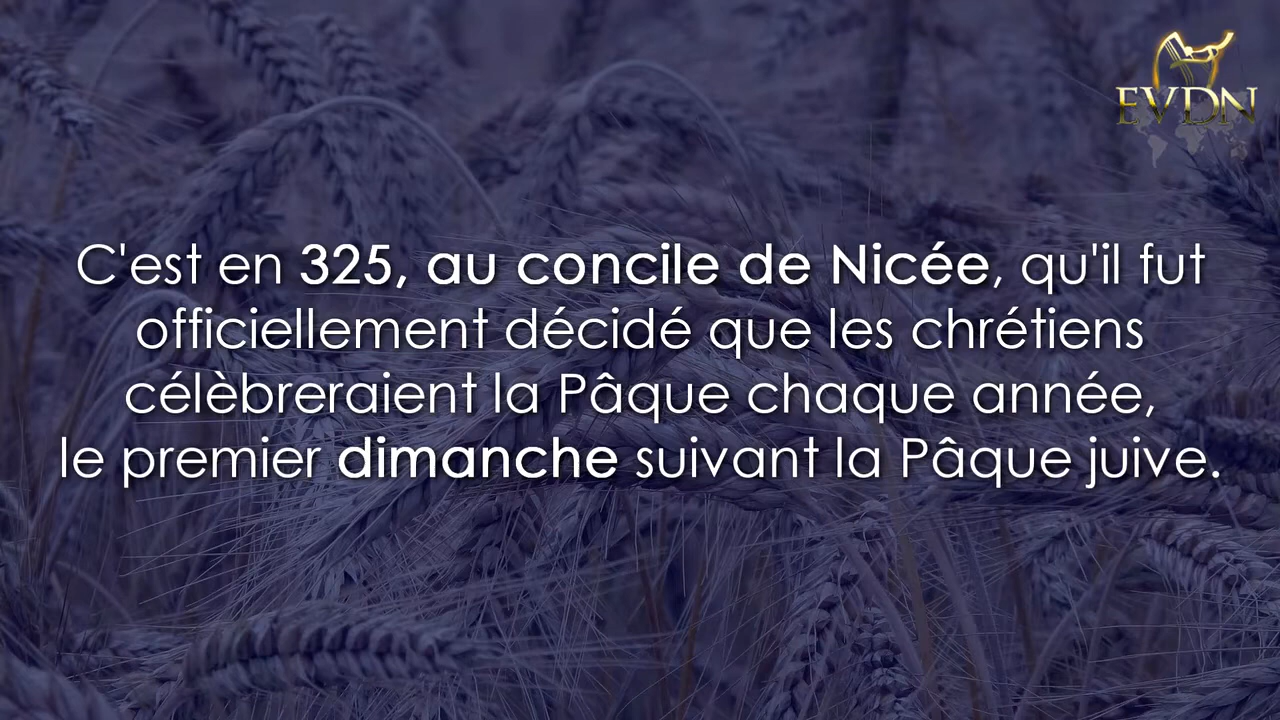 EVDN
C'est en 325, au concile de Nicée, qu'il fut
officiellement décidé que les chrétiens
célèbreraient la Pâque chaque année,
le premier dimanche suivant la Pâque juive.